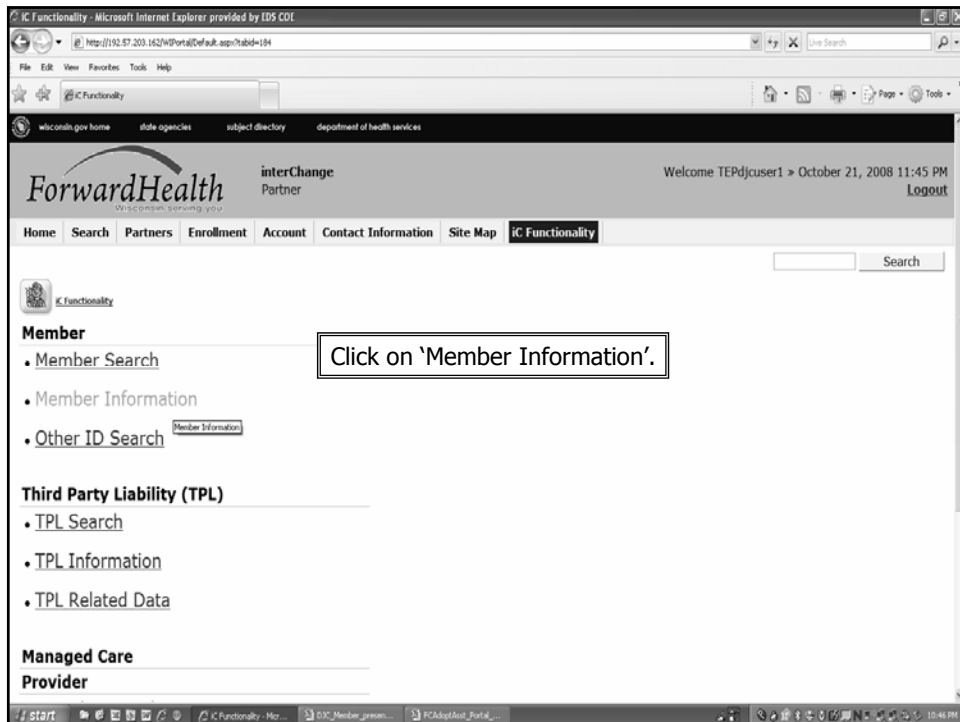 iC Functionality - Microsoft Internet Explorer provided by EDS COE
http://192.57.203.162/WIPortal/Default.aspx?tabid=184
Live Search
File Edit View Favorites Tools Help
iC Functionality
Page Tools
wisconsin.gov home state agencies subject directory department of health services
ForwardHealth
Wisconsin serving you
interChange
Partner
Welcome TEPdjcuser1 » October 21, 2008 11:45 PM
Logout
Home Search Partners Enrollment Account Contact Information Site Map iC Functionality
Search
iC Functionality
Member
• Member Search
Click on ‘Member Information’.
• Member Information
Member Information
• Other ID Search
Third Party Liability (TPL)
• TPL Search
• TPL Information
• TPL Related Data
Managed Care
Provider
start iC Functionality - Micr... DJC_Member_presen... FCAdoptAsst_Portal_... 10:46 PM